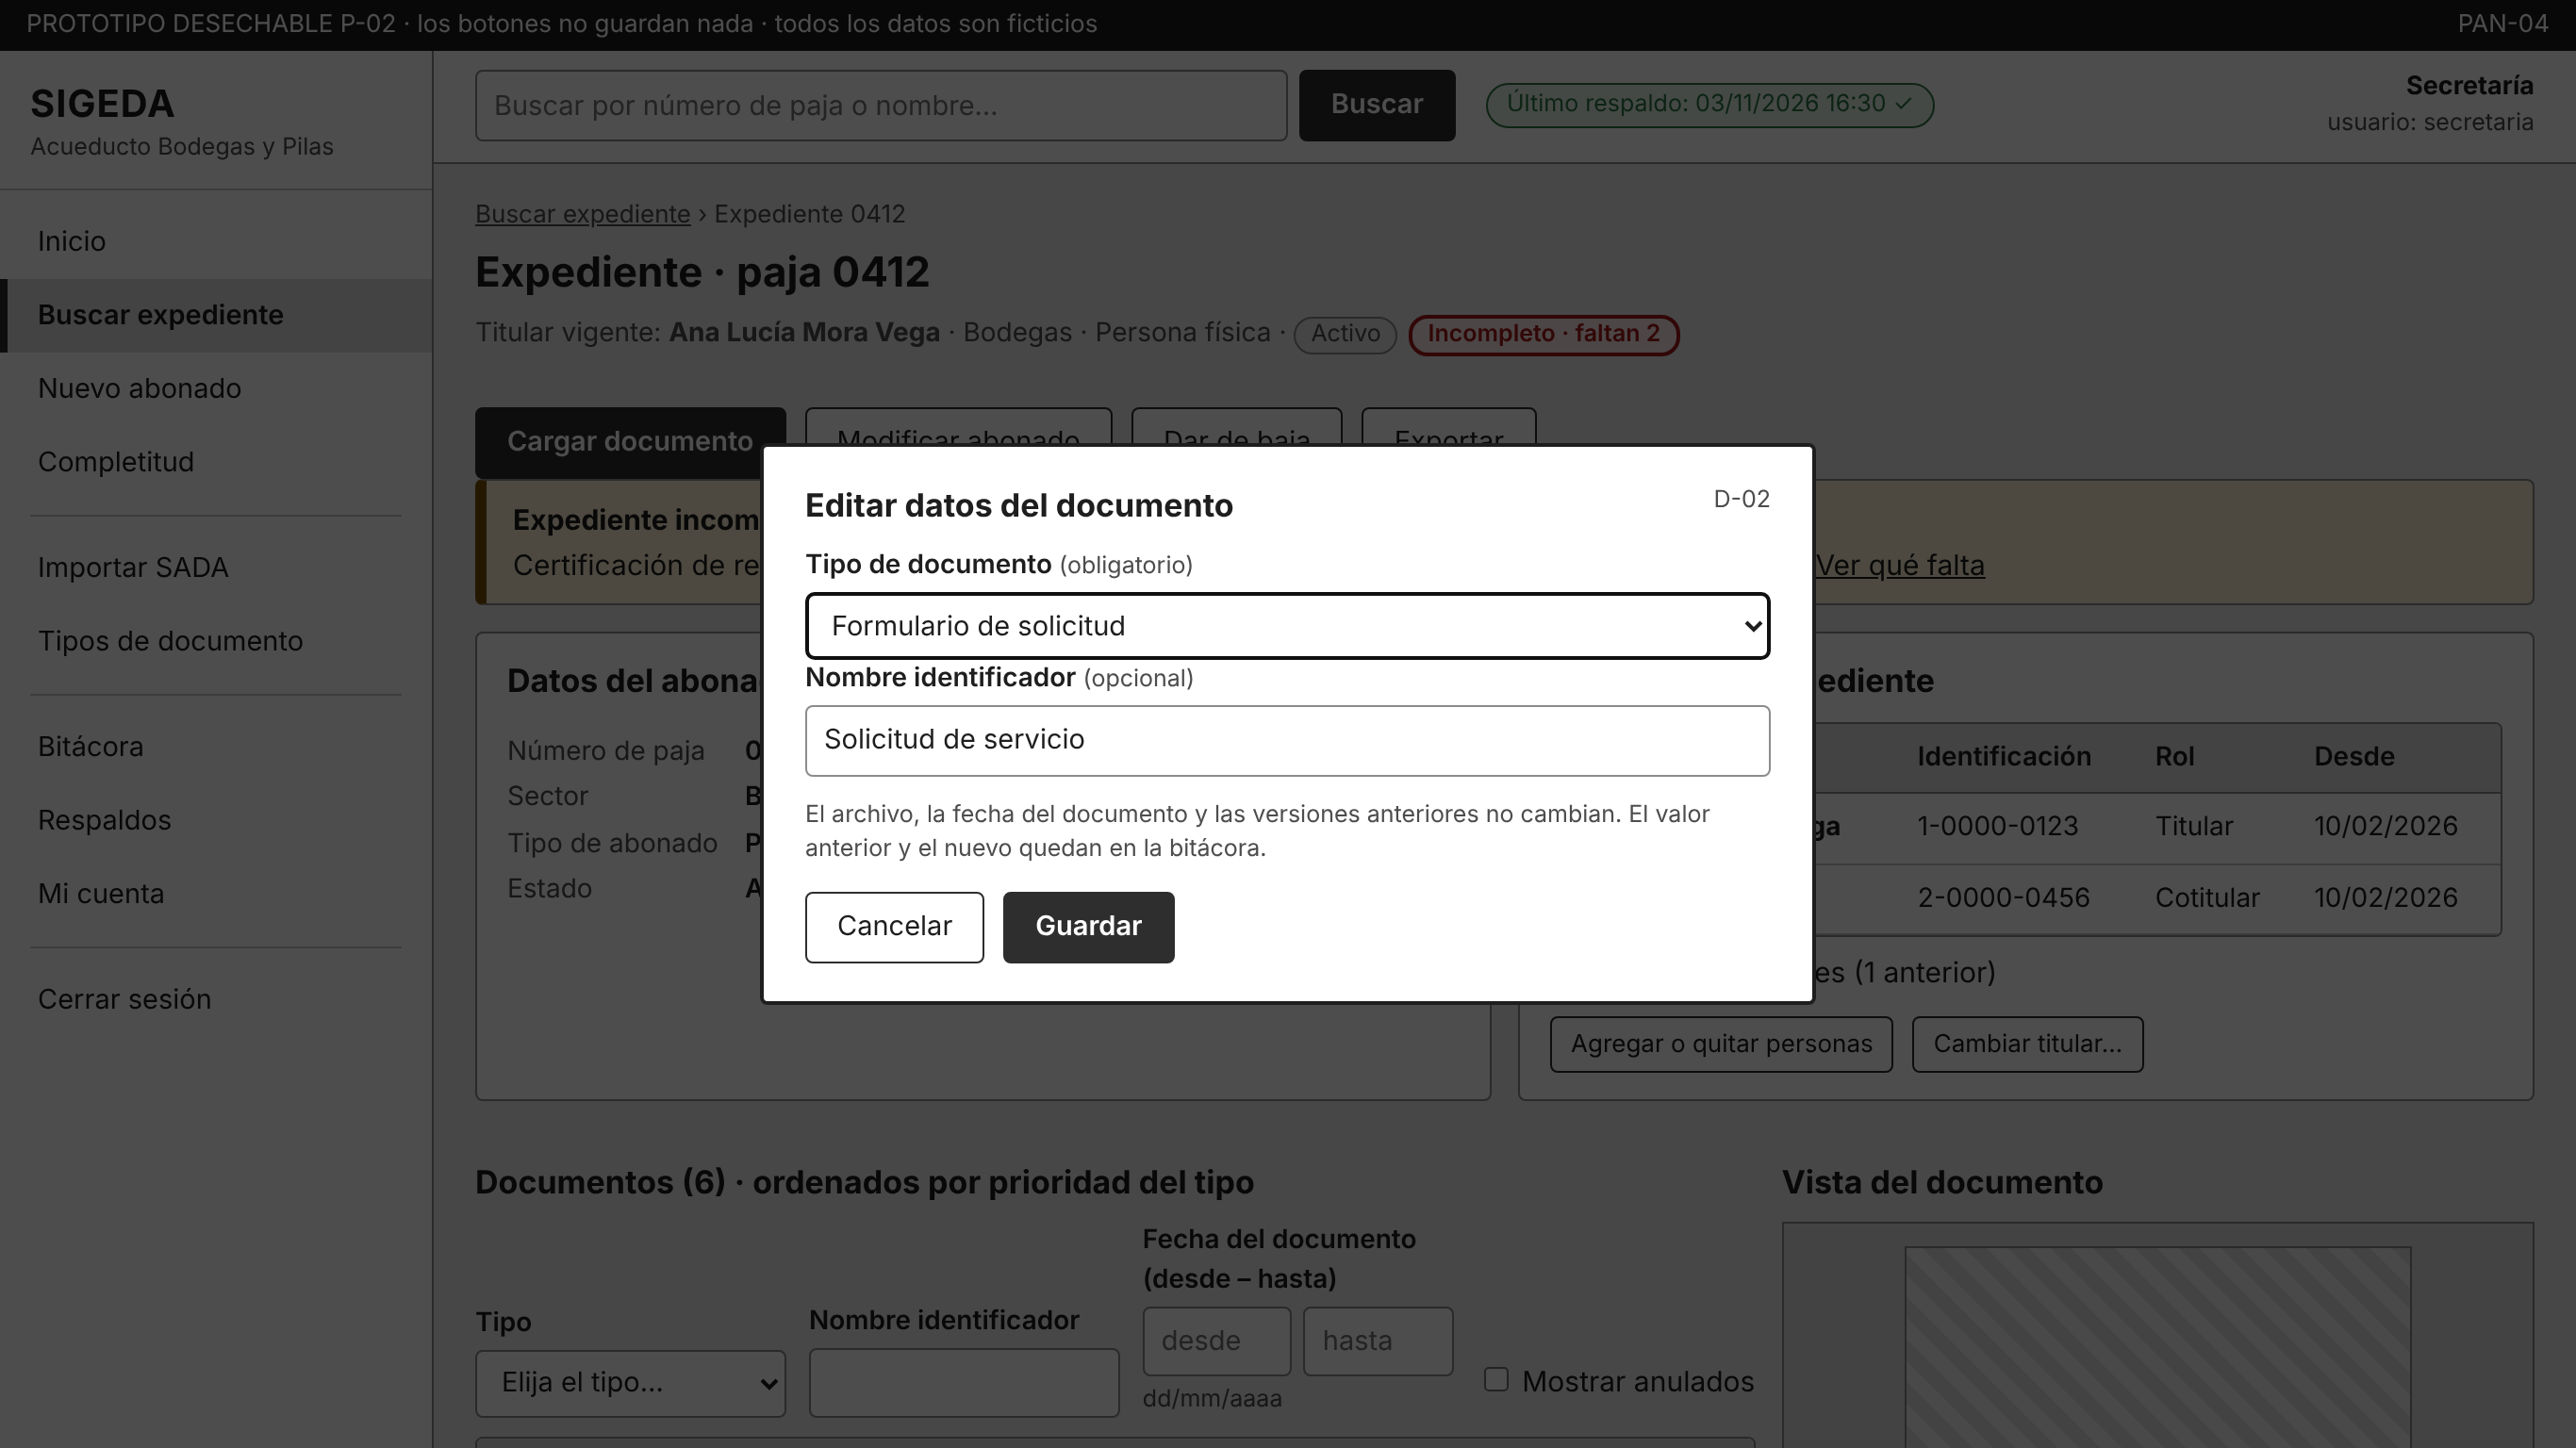 PROTOTIPO DESECHABLE P-02 · los botones no guardan nada · todos los datos son ficticios
PAN-04
SIGEDA
Acueducto Bodegas y Pilas
Buscar por número de paja o nombre...
Buscar
Último respaldo: 03/11/2026 16:30 ✓
Secretaría
usuario: secretaria
Inicio
Buscar expediente
Nuevo abonado
Completitud
Importar SADA
Tipos de documento
Bitácora
Respaldos
Mi cuenta
Cerrar sesión
Buscar expediente › Expediente 0412
Expediente · paja 0412
Titular vigente: Ana Lucía Mora Vega · Bodegas · Persona física · Activo Incompleto · faltan 2
Cargar documento
Modificar abonado
Dar de baja
Exportar
Expediente incom
Certificación de re
Ver qué falta
Editar datos del documento
D-02
Tipo de documento (obligatorio)
Formulario de solicitud
Nombre identificador (opcional)
Solicitud de servicio
El archivo, la fecha del documento y las versiones anteriores no cambian. El valor
anterior y el nuevo quedan en la bitácora.
Cancelar
Guardar
Datos del abona
Número de paja 0
Sector B
Tipo de abonado P
Estado A
ediente
Identificación Rol Desde
ga 1-0000-0123 Titular 10/02/2026
2-0000-0456 Cotitular 10/02/2026
es (1 anterior)
Agregar o quitar personas
Cambiar titular...
Documentos (6) · ordenados por prioridad del tipo
Tipo
Elija el tipo...
Nombre identificador
Fecha del documento
(desde – hasta)
desde
hasta
dd/mm/aaaa
Mostrar anulados
Vista del documento